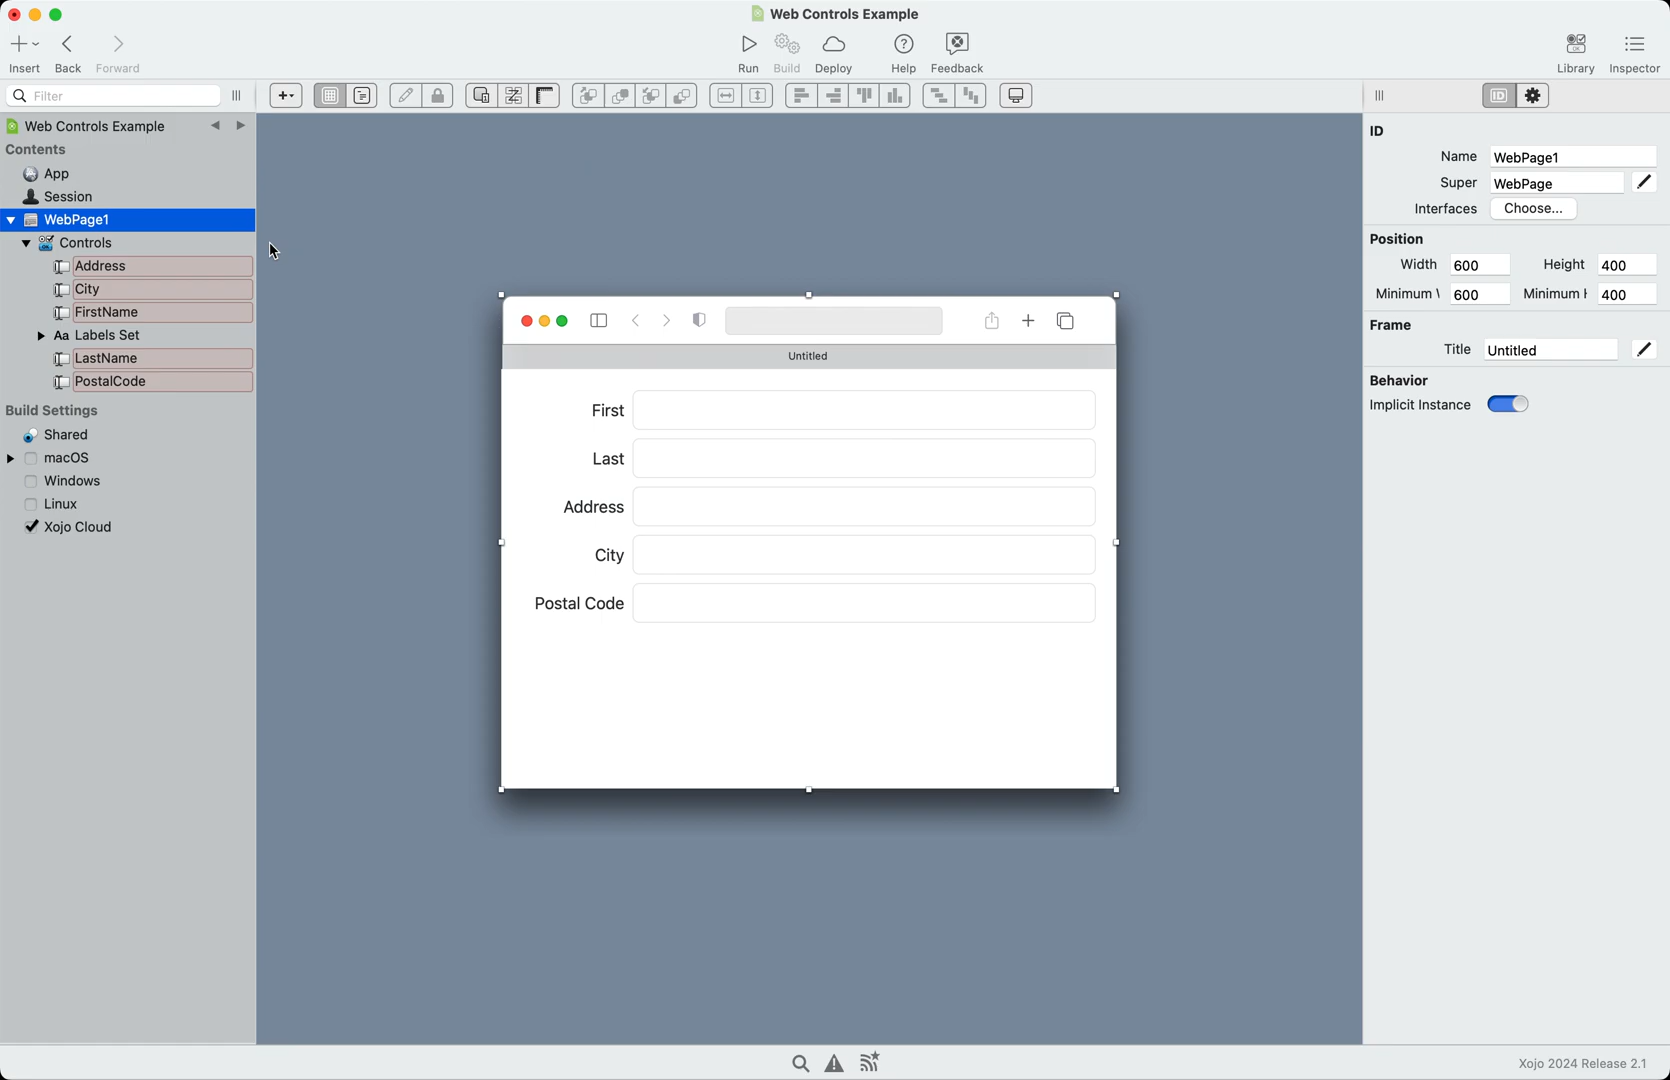 Web Controls Example
Insert Back Forward Run Build Deploy Help Feedback Library Inspector
Filter
Web Controls Example
Contents
App
Session
WebPage1
Controls
Address
City
FirstName
Aa Labels Set
LastName
PostalCode
Build Settings
Shared
macOS
Windows
Linux
Xojo Cloud
Untitled
First
Last
Address
City
Postal Code
ID
ID
Name WebPage1
Super WebPage
Interfaces Choose...
Position
Width 600 Height 400
Minimum 600 Minimum 400
Frame
Title Untitled
Behavior
Implicit Instance
Xojo 2024 Release 2.1